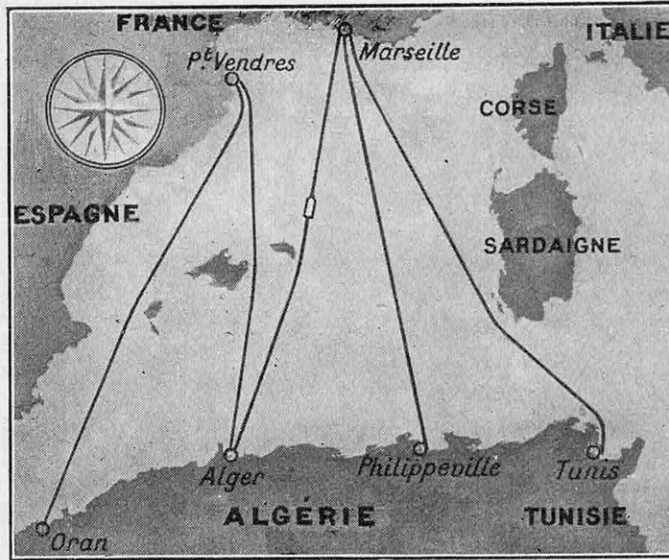 FRANCE
ITALIE
Pt Vendres
Marseille
CORSE
ESPAGNE
SARDAIGNE
Alger
Philippeville
Tunis
ALGÉRIE
TUNISIE
Oran